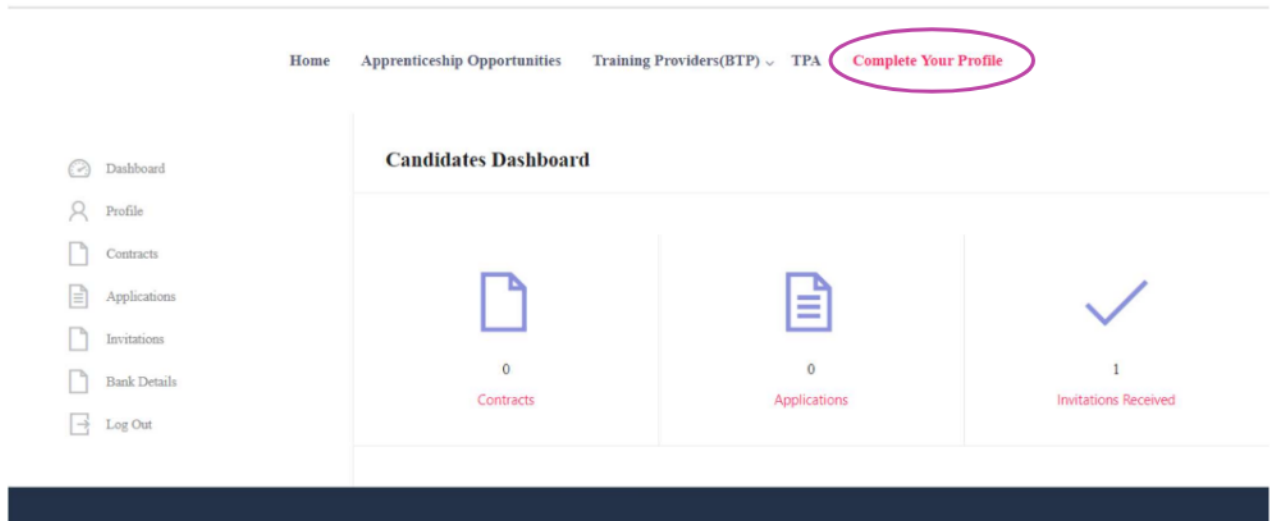 Home Apprenticeship Opportunities Training Providers(BTP) TPA Complete Your Profile
Dashboard
Profile
Contracts
Applications
Invitations
Bank Details
Log Out
Candidates Dashboard
0
Contracts
0
Applications
1
Invitations Received